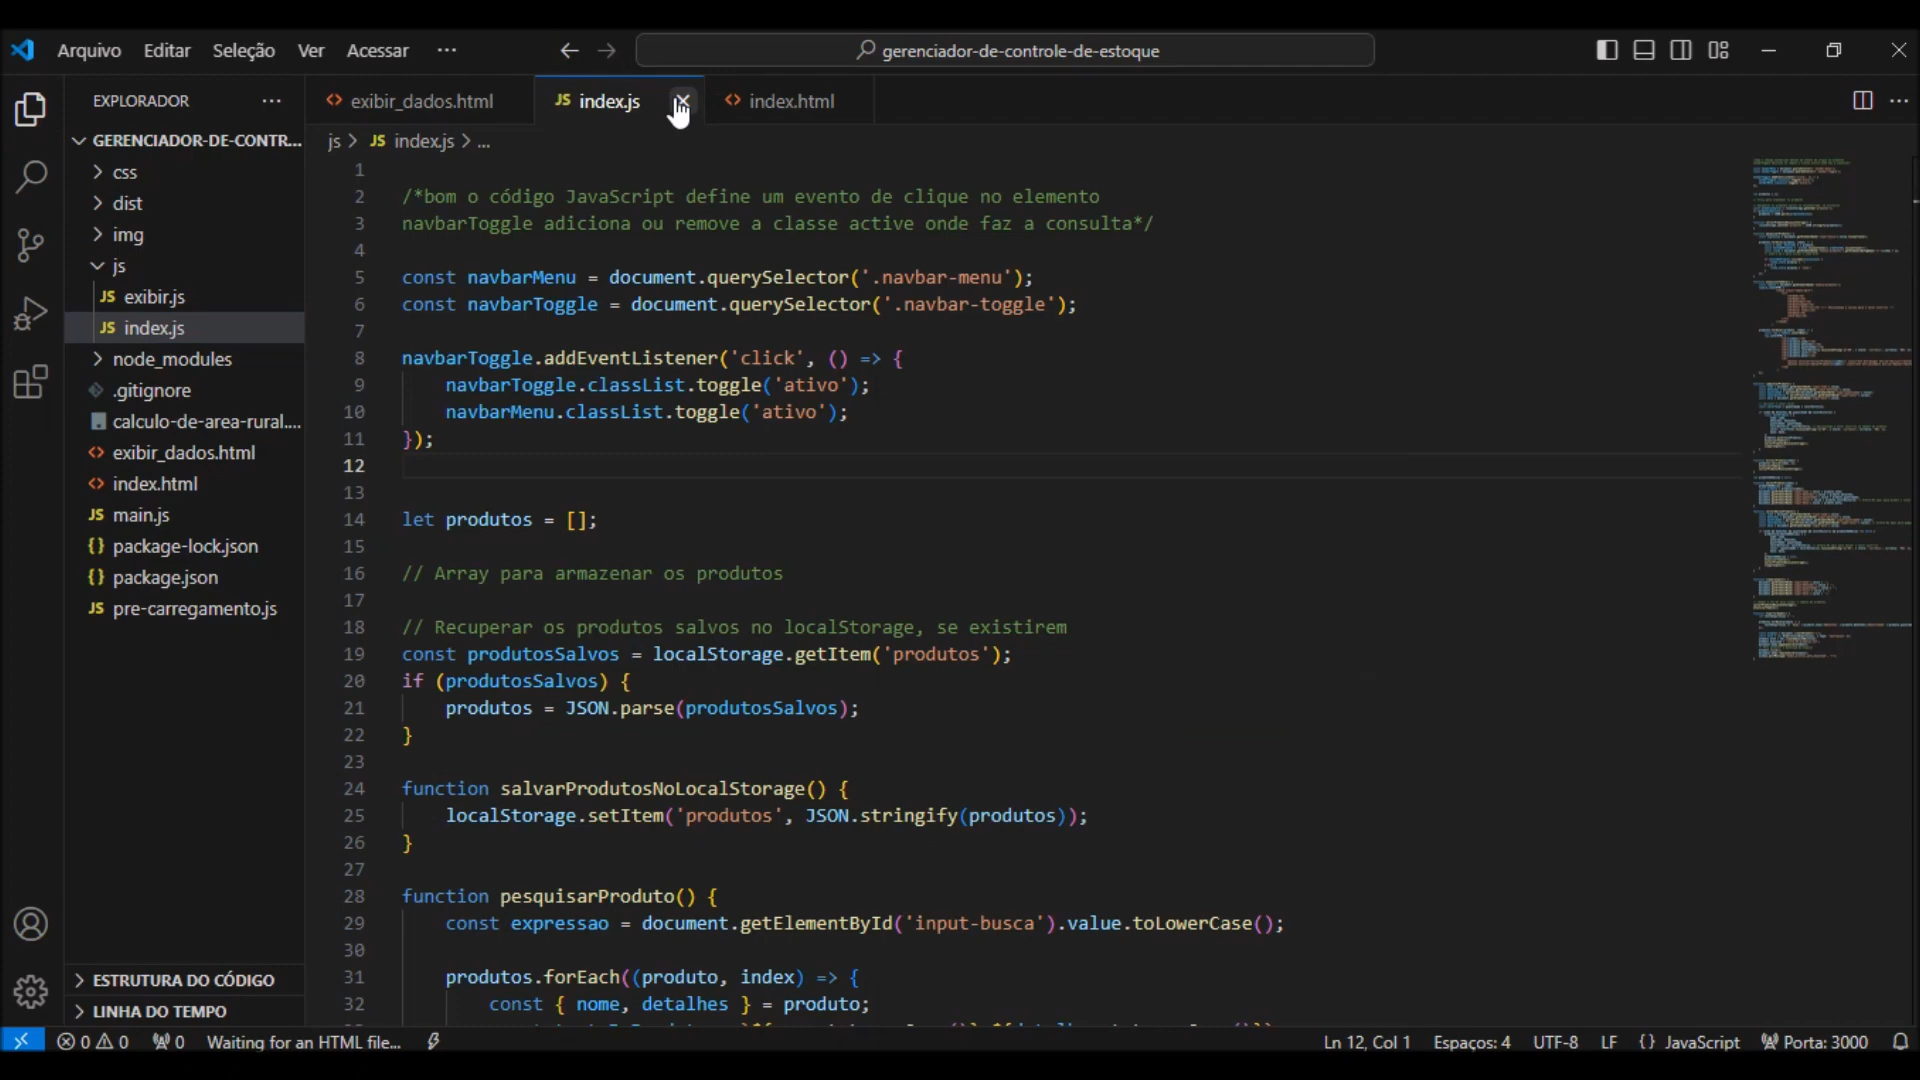 Arquivo Editar Seleção Ver Acessar ··· gerenciador-de-controle-de-estoque
EXPLORADOR ···
GERENCIADOR-DE-CONTR...
css
dist
img
js
JS exibir.js
JS index.js
node_modules
.gitignore
calculo-de-area-rural....
exibir_dados.html
index.html
JS main.js
{} package-lock.json
{} package.json
JS pre-carregamento.js
ESTRUTURA DO CÓDIGO
LINHA DO TEMPO
exibir_dados.html JS index.js index.html
js > JS index.js > ...
1
2 /*bom o código JavaScript define um evento de clique no elemento
3 navbarToggle adiciona ou remove a classe active onde faz a consulta*/
4
5 const navbarMenu = document.querySelector('.navbar-menu');
6 const navbarToggle = document.querySelector('.navbar-toggle');
7
8 navbarToggle.addEventListener('click', () => {
9 navbarToggle.classList.toggle('ativo');
10 navbarMenu.classList.toggle('ativo');
11 });
12
13
14 let produtos = [];
15
16 // Array para armazenar os produtos
17
18 // Recuperar os produtos salvos no localStorage, se existirem
19 const produtosSalvos = localStorage.getItem('produtos');
20 if (produtosSalvos) {
21 produtos = JSON.parse(produtosSalvos);
22 }
23
24 function salvarProdutosNoLocalStorage() {
25 localStorage.setItem('produtos', JSON.stringify(produtos));
26 }
27
28 function pesquisarProduto() {
29 const expressao = document.getElementById('input-busca').value.toLowerCase();
30
31 produtos.forEach((produto, index) => {
32 const { nome, detalhes } = produto;
0 0 0 Waiting for an HTML file... Ln 12, Col 1 Espaços: 4 UTF-8 LF {} JavaScript Porta: 3000